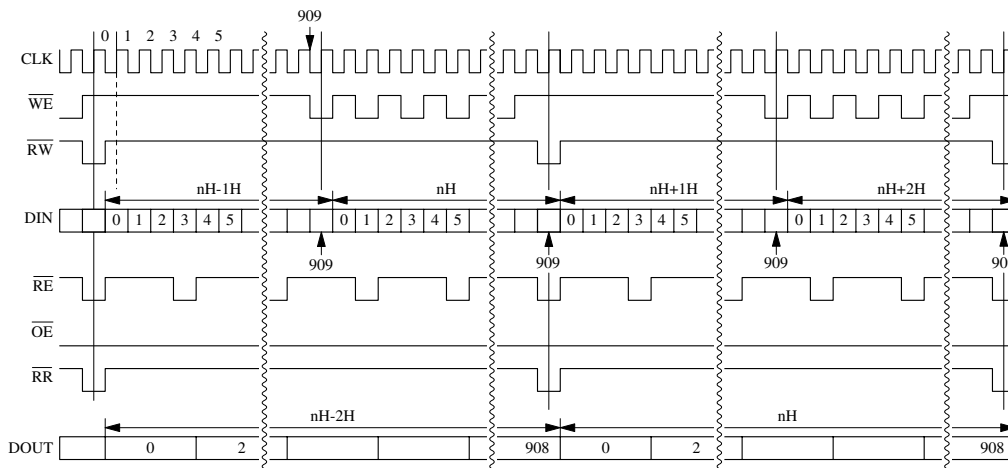 909
0 1 2 3 4 5
CLK
WE
RW
nH-1H nH nH+1H nH+2H
DIN 0 1 2 3 4 5 0 1 2 3 4 5 0 1 2 3 4 5 0 1 2 3 4 5
909 909 909
RE
OE
RR
nH-2H nH
DOUT 0 2 908 0 2 908